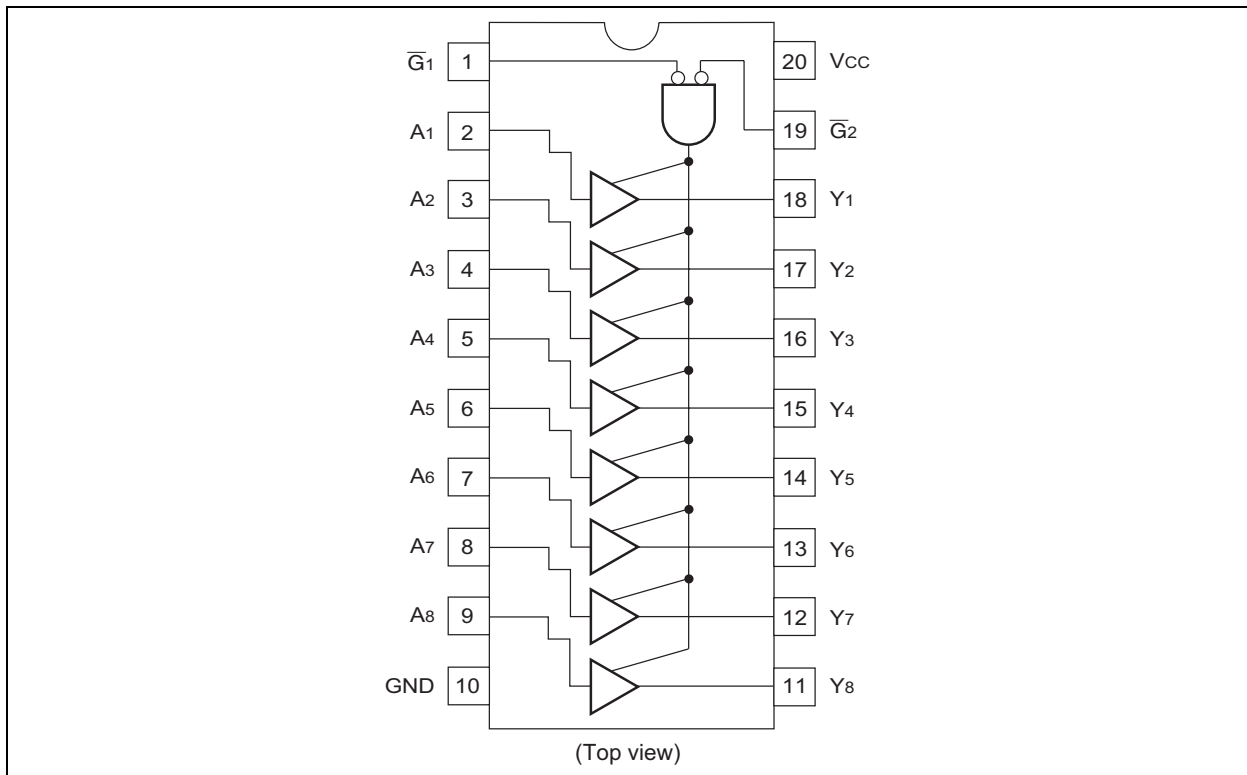 G̅1 1 20 VCC
A1 2 19 G̅2
A2 3 18 Y1
A3 4 17 Y2
A4 5 16 Y3
A5 6 15 Y4
A6 7 14 Y5
A7 8 13 Y6
A8 9 12 Y7
GND 10 11 Y8
(Top view)